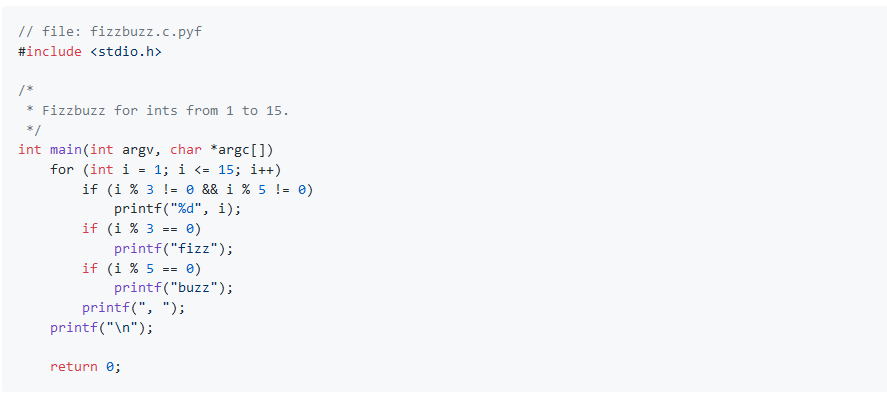 // file: fizzbuzz.c.pyf
#include <stdio.h>

/*
 * Fizzbuzz for ints from 1 to 15.
 */
int main(int argv, char *argc[])
    for (int i = 1; i <= 15; i++)
        if (i % 3 != 0 && i % 5 != 0)
            printf("%d", i);
        if (i % 3 == 0)
            printf("fizz");
        if (i % 5 == 0)
            printf("buzz");
        printf(", ");
    printf("\n");

    return 0;